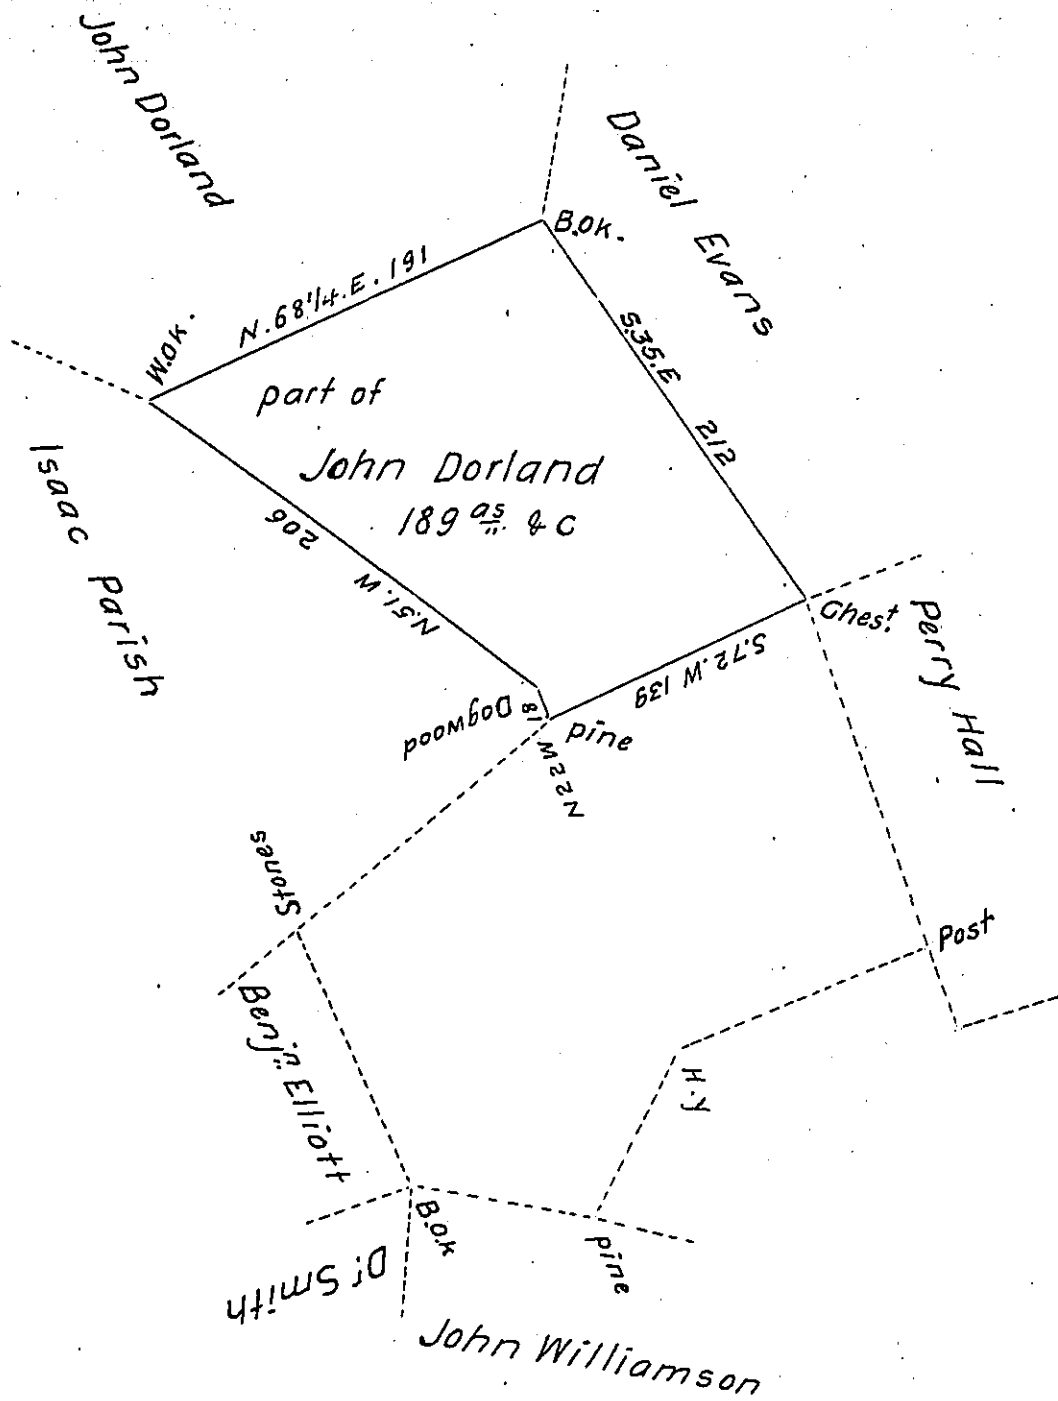 John Dorland
Daniel Evans
B.Ok.
N.68¼.E. 191
W.OK.
S.35.E 212
part of
John Dorland
189 as & C
Isaac Parish
206 N.51.W
Chest.
Perry Hall
S.72.W 139
Dogwood
18
pine
N22W
Stones
Post
Benjn Elliott
H.y
B.O.K
pine
Dr Smith
John Williamson